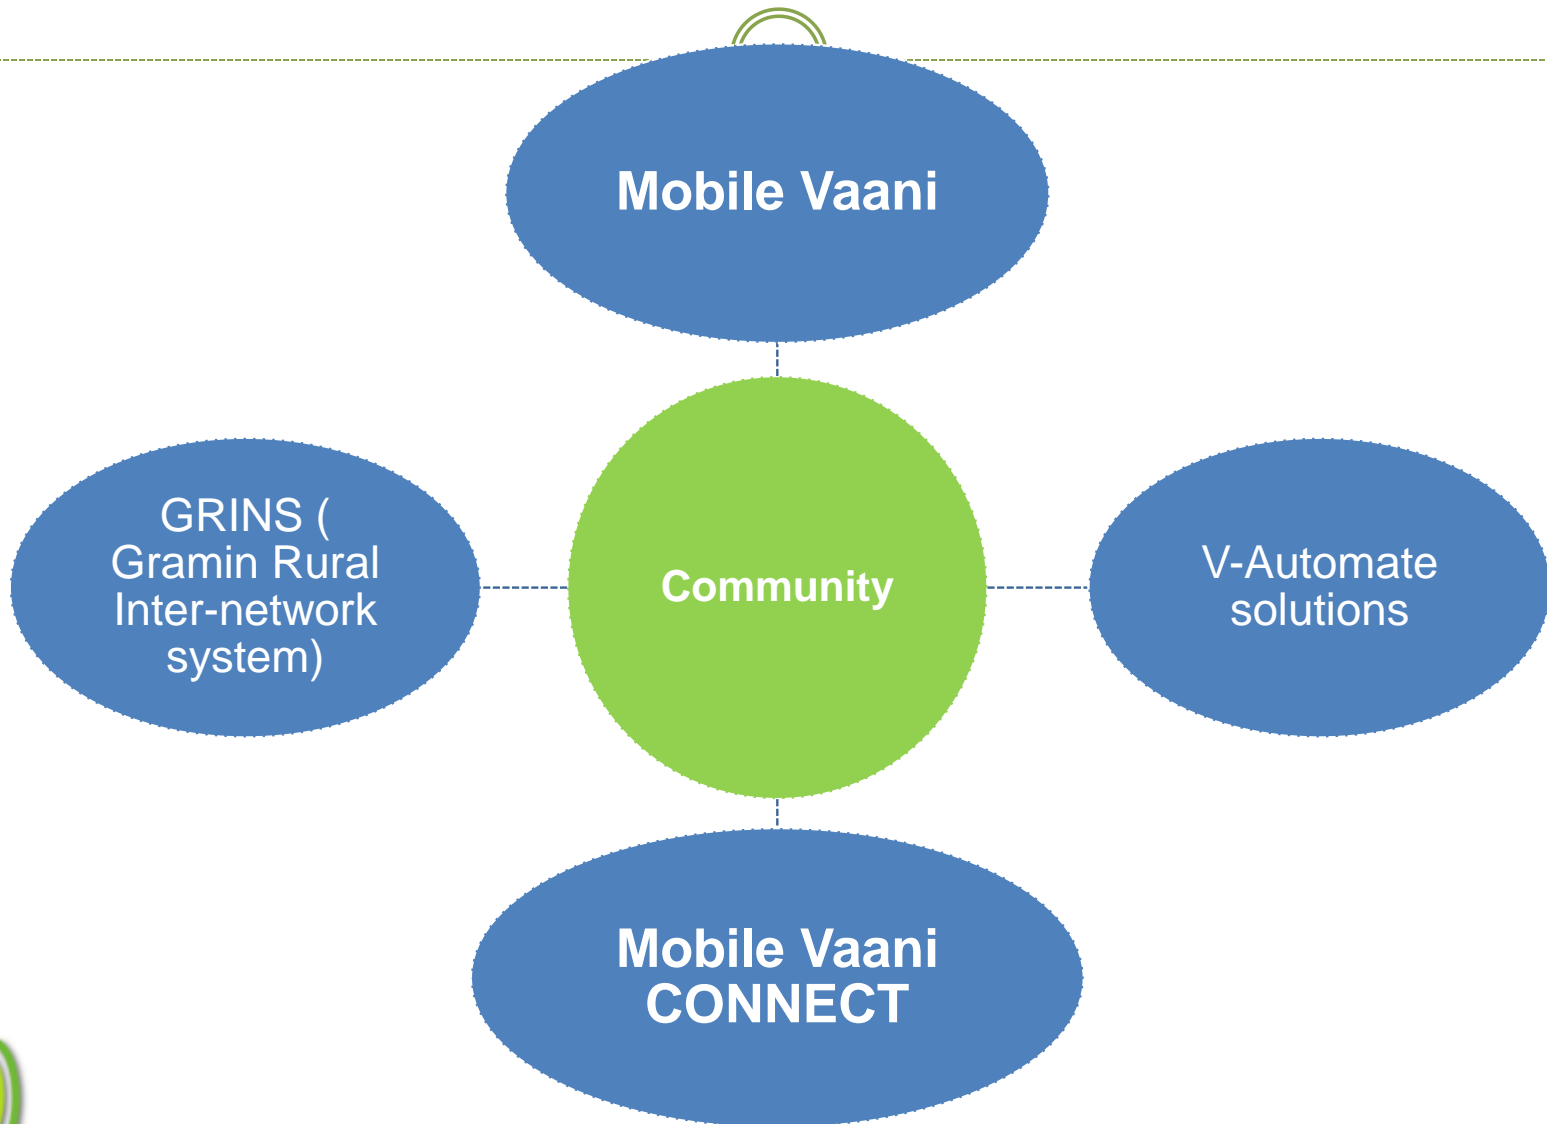 Mobile Vaani
GRINS (
Gramin Rural
Inter-network
system)
Community
V-Automate
solutions
Mobile Vaani
CONNECT